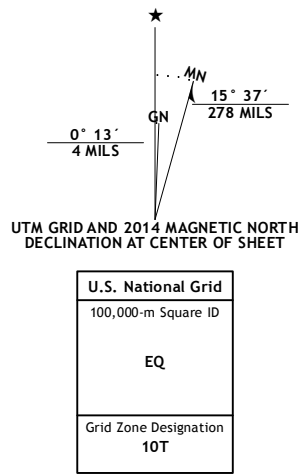 ★
MN
15° 37´
278 MILS
GN
0° 13´
4 MILS
UTM GRID AND 2014 MAGNETIC NORTH
DECLINATION AT CENTER OF SHEET
U.S. National Grid
100,000-m Square ID
EQ
Grid Zone Designation
10T